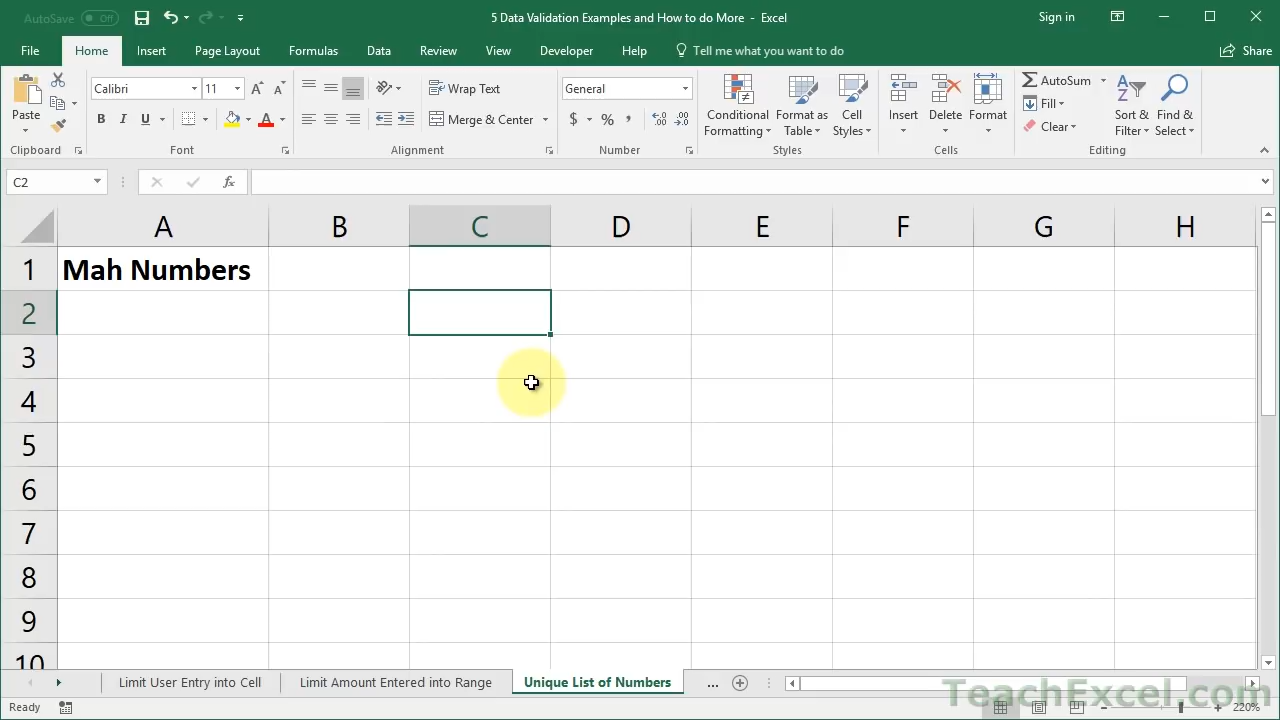 AutoSave Off 5 Data Validation Examples and How to do More - Excel Sign in
File Home Insert Page Layout Formulas Data Review View Developer Help Tell me what you want to do Share
Paste
Clipboard
Calibri 11 A A
B I U A
Font
Wrap Text
Merge & Center
Alignment
General
$ % ,
Number
Conditional Formatting
Format as Table
Cell Styles
Styles
Insert Delete Format
Cells
AutoSum
Fill
Clear
Sort & Filter
Find & Select
Editing
C2 fx
A B C D E F G H
1 Mah Numbers
2
3
4
5
6
7
8
9
10
Limit User Entry into Cell Limit Amount Entered into Range Unique List of Numbers ...
TeachExcel.com
Ready 220%